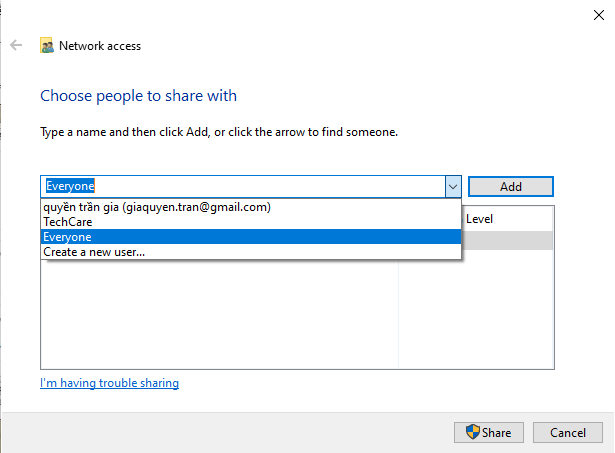 Network access
Choose people to share with
Type a name and then click Add, or click the arrow to find someone.
Everyone
Add
quyền trần gia (giaquyen.tran@gmail.com)
TechCare
Level
Everyone
Create a new user...
I'm having trouble sharing
Share
Cancel